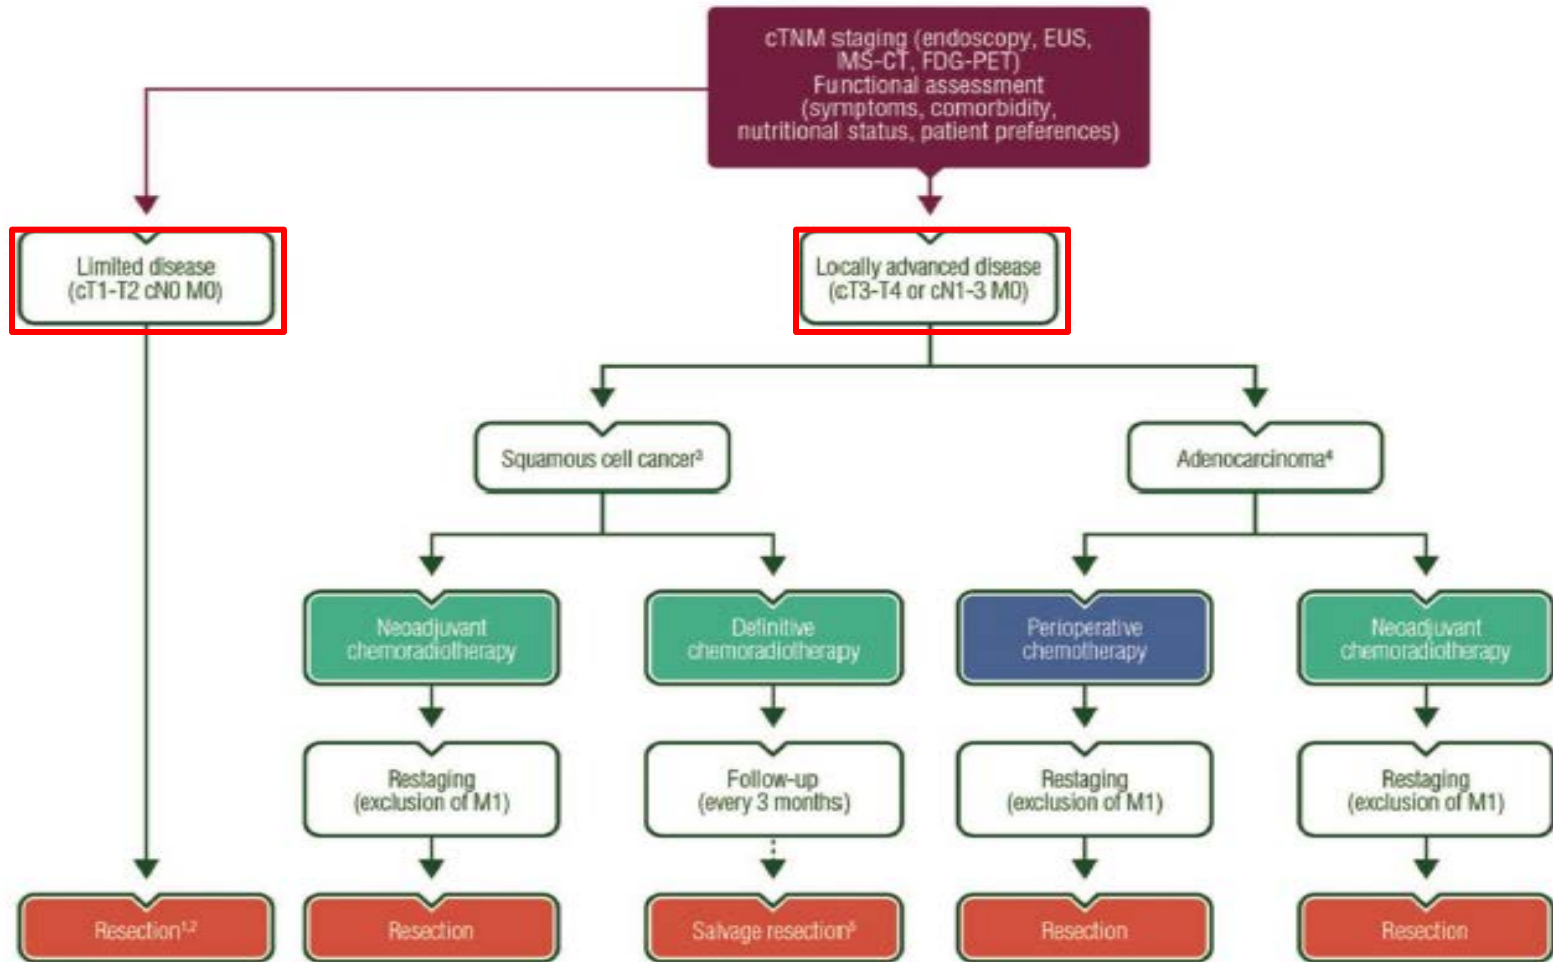 cTNM staging (endoscopy, EUS,
MS-CT, FDG-PET)
Functional assessment
(symptoms, comorbidity,
nutritional status, patient preferences)
Limited disease
(cT1-T2 cN0 M0)
Locally advanced disease
(cT3-T4 or cN1-3 M0)
Squamous cell cancer³
Adenocarcinoma⁴
Neoadjuvant
chemoradiotherapy
Definitive
chemoradiotherapy
Perioperative
chemotherapy
Neoadjuvant
chemoradiotherapy
Restaging
(exclusion of M1)
Follow-up
(every 3 months)
Restaging
(exclusion of M1)
Restaging
(exclusion of M1)
Resection¹,²
Resection
Salvage resection⁵
Resection
Resection